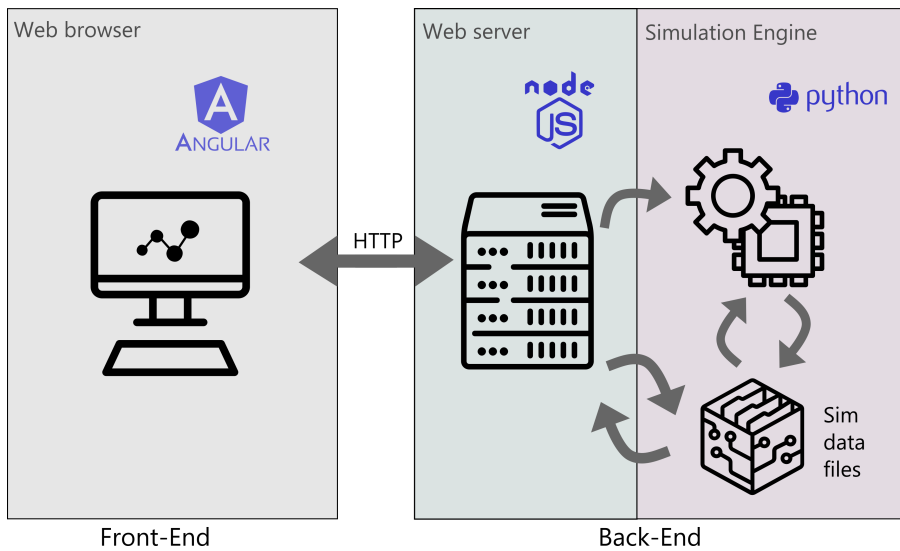 Web browser
A
ANGULAR
HTTP
Front-End
Web server
node
JS
Simulation Engine
python
Sim
data
files
Back-End